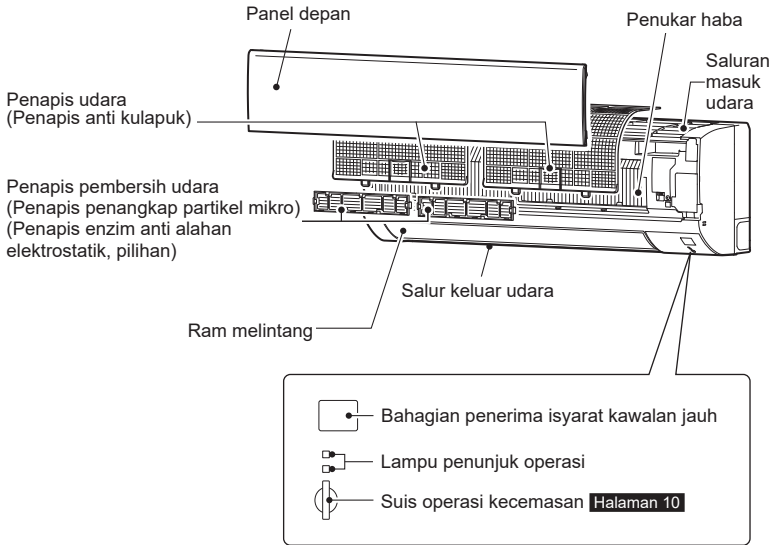 Panel depan
Penukar haba
Saluran
masuk
udara
Penapis udara
(Penapis anti kulapuk)
Penapis pembersih udara
(Penapis penangkap partikel mikro)
(Penapis enzim anti alahan
elektrostatik, pilihan)
Salur keluar udara
Ram melintang
Bahagian penerima isyarat kawalan jauh
Lampu penunjuk operasi
Suis operasi kecemasan Halaman 10